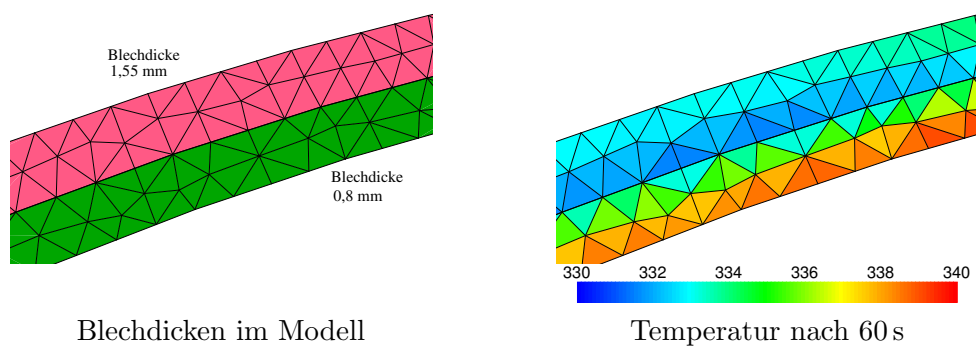 Blechdicke
1,55 mm
Blechdicke
0,8 mm
330 332 334 336 338 340
Blechdicken im Modell
Temperatur nach 60 s